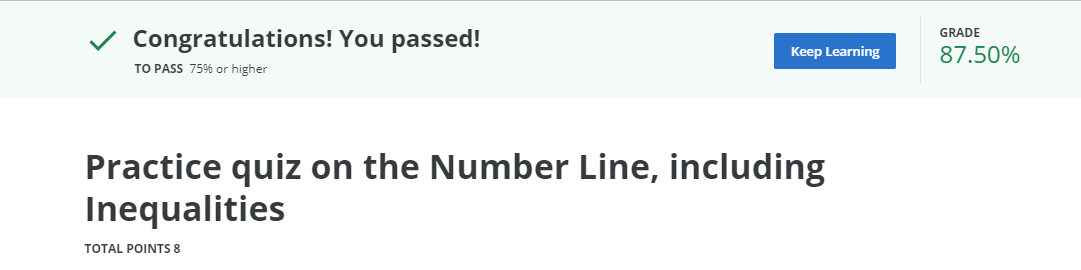 Congratulations! You passed!
TO PASS 75% or higher
Keep Learning
GRADE
87.50%
Practice quiz on the Number Line, including
Inequalities
TOTAL POINTS 8